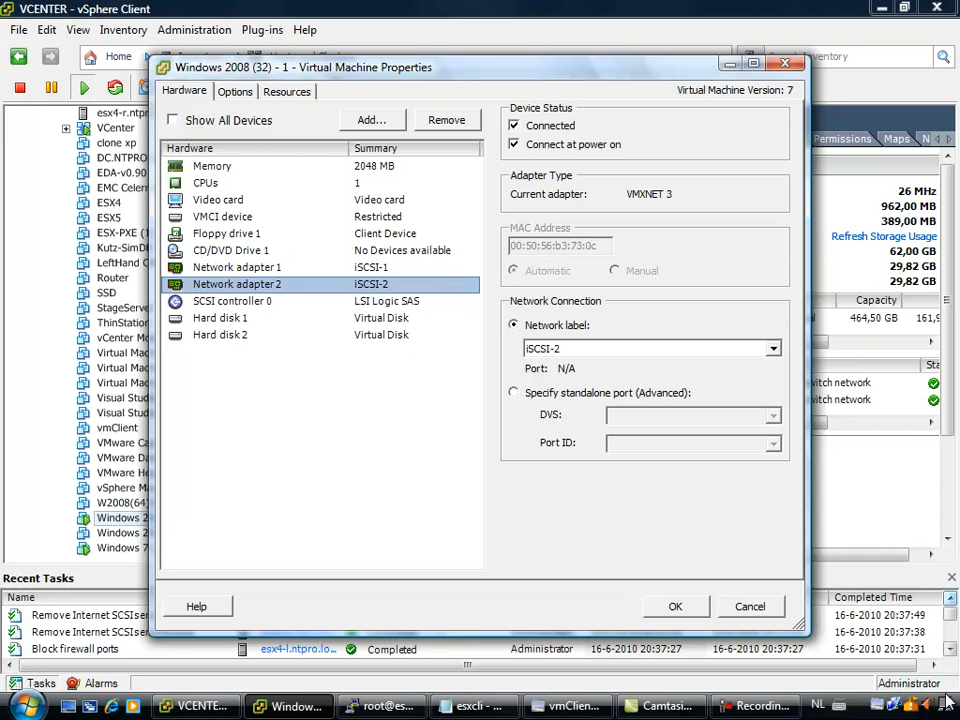 VCENTER - vSphere Client
File Edit View Inventory Administration Plug-ins Help
Home
Inventory
Windows 2008 (32) - 1 - Virtual Machine Properties
Hardware Options Resources
Virtual Machine Version: 7
Show All Devices
Add...
Remove
Hardware Summary
Memory 2048 MB
CPUs 1
Video card Video card
VMCI device Restricted
Floppy drive 1 Client Device
CD/DVD Drive 1 No Devices available
Network adapter 1 iSCSI-1
Network adapter 2 iSCSI-2
SCSI controller 0 LSI Logic SAS
Hard disk 1 Virtual Disk
Hard disk 2 Virtual Disk
Device Status
Connected
Connect at power on
Adapter Type
Current adapter: VMXNET 3
MAC Address
00:50:56:b3:73:0c
Automatic Manual
Network Connection
Network label:
iSCSI-2
Port: N/A
Specify standalone port (Advanced):
DVS:
Port ID:
Help
OK
Cancel
esx4-r.ntpro
VCenter
clone xp
DC.NTPRO
EDA-v0.90
EMC Celerr
ESX4
ESX5
ESX-PXE (1
Kutz-SimDo
LeftHand C
Router
SSD
StageServe
ThinStation
vCenter Mo
Virtual Mac
Virtual Mac
Virtual Mac
Visual Stud
Visual Stud
vmClient
VMware Ca
VMware Da
VMware He
vSphere Ma
W2008(64)
Windows 2
Windows 2
Windows 7
Permissions Maps N
26 MHz
962,00 MB
389,00 MB
Refresh Storage Usage
62,00 GB
29,82 GB
29,82 GB
Capacity
464,50 GB 161,9
Sta
witch network
witch network
Recent Tasks
Name
Completed Time
Remove Internet SCSIser 16-6-2010 20:37:49
Remove Internet SCSIser 16-6-2010 20:37:38
Block firewall ports esx4-l.ntpro.lo... Completed Administrator 16-6-2010 20:37:27 16-6-2010 20:37:27
Tasks Alarms
Administrator
VCENTE... Window... root@es... esxcli - ... vmClien... Camtasi... Recordin... NL